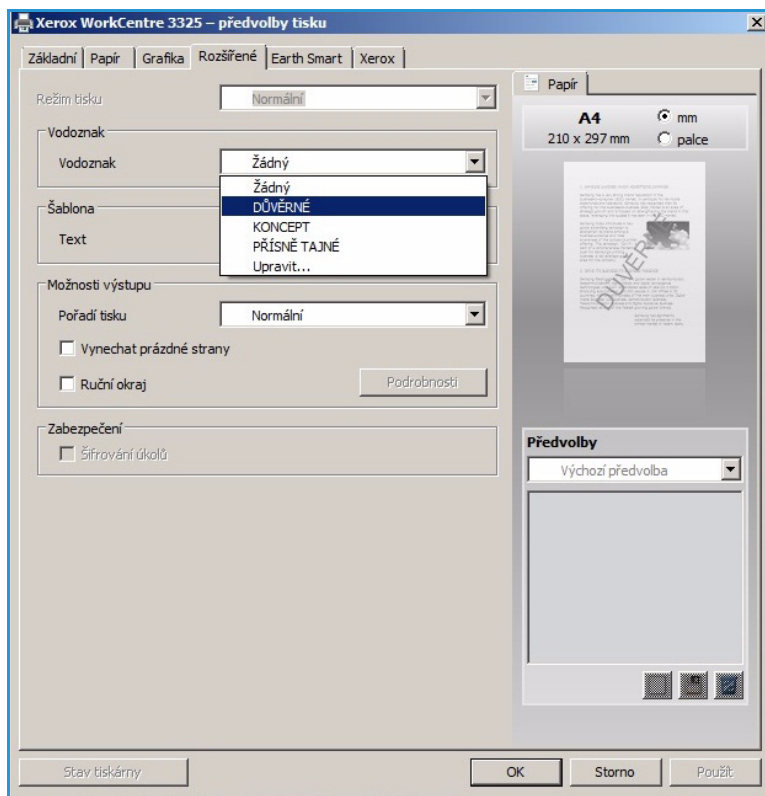 Xerox WorkCentre 3325 – předvolby tisku
Základní Papír Grafika Rozšířené Earth Smart Xerox
Režim tisku Normální
Vodoznak
Vodoznak Žádný
Žádný
DŮVĚRNÉ
KONCEPT
PŘÍSNĚ TAJNÉ
Upravit...
Šablona
Text
Možnosti výstupu
Pořadí tisku Normální
Vynechat prázdné strany
Ruční okraj Podrobnosti
Zabezpečení
Šifrování úkolů
Papír
A4 mm
210 x 297 mm palce
Předvolby
Výchozí předvolba
Stav tiskárny OK Storno Použít